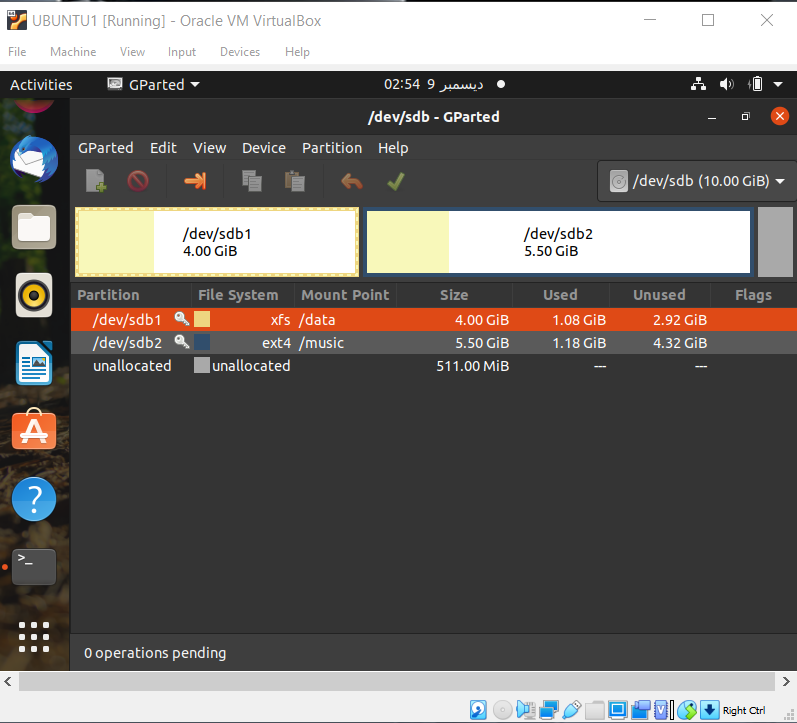 UBUNTU1 [Running] - Oracle VM VirtualBox
File Machine View Input Devices Help
Activities GParted 02:54 9 ديسمبر
/dev/sdb - GParted
GParted Edit View Device Partition Help
/dev/sdb (10.00 GiB)
/dev/sdb1
4.00 GiB
/dev/sdb2
5.50 GiB
Partition File System Mount Point Size Used Unused Flags
/dev/sdb1 xfs /data 4.00 GiB 1.08 GiB 2.92 GiB
/dev/sdb2 ext4 /music 5.50 GiB 1.18 GiB 4.32 GiB
unallocated unallocated 511.00 MiB --- ---
0 operations pending
Right Ctrl